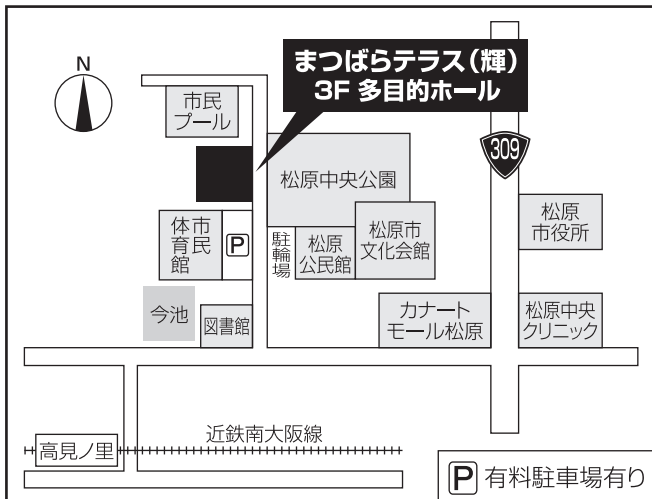 N
まつばらテラス（輝）
3F 多目的ホール
市民
プール
309
松原中央公園
松原
市役所
市民
体育館
P
駐輪場
松原
公民館
松原市
文化会館
今池
図書館
カナート
モール松原
松原中央
クリニック
近鉄南大阪線
高見ノ里
P 有料駐車場有り